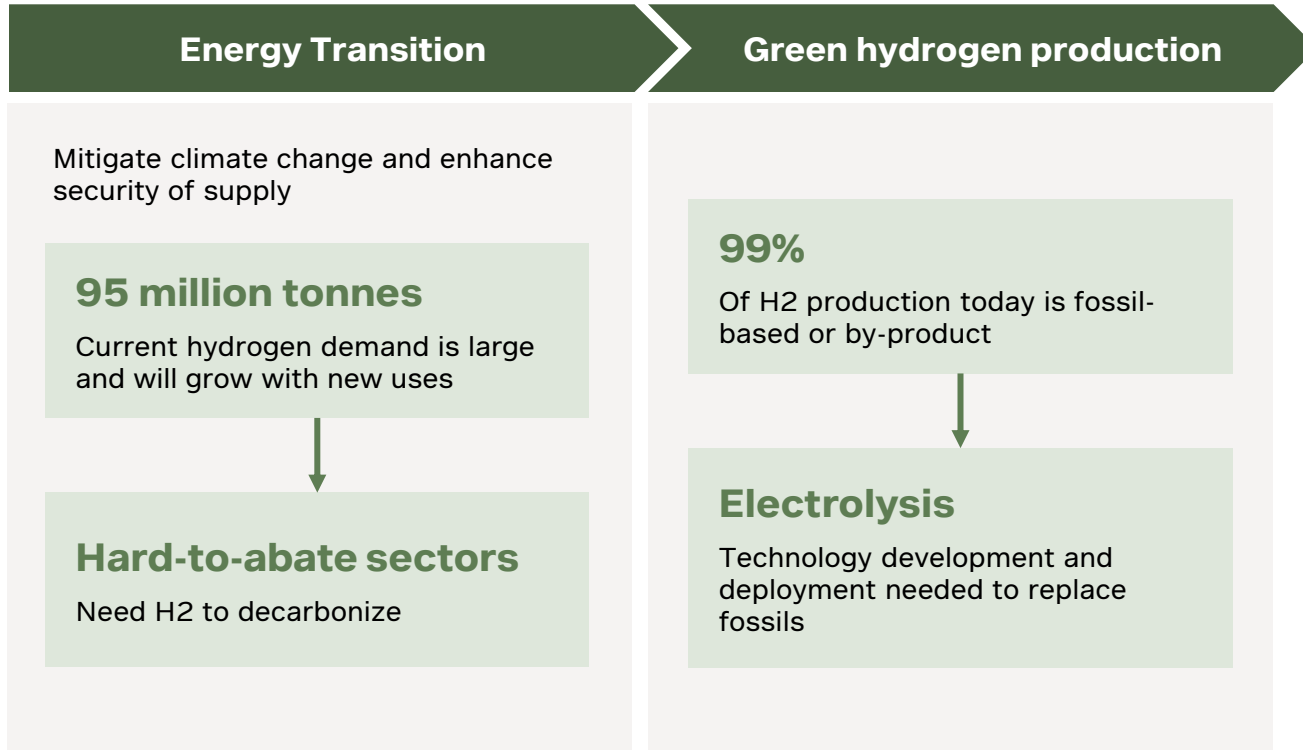 Energy Transition
Green hydrogen production
Mitigate climate change and enhance
security of supply
95 million tonnes
Current hydrogen demand is large
and will grow with new uses
Hard-to-abate sectors
Need H2 to decarbonize
99%
Of H2 production today is fossil-
based or by-product
Electrolysis
Technology development and
deployment needed to replace
fossils